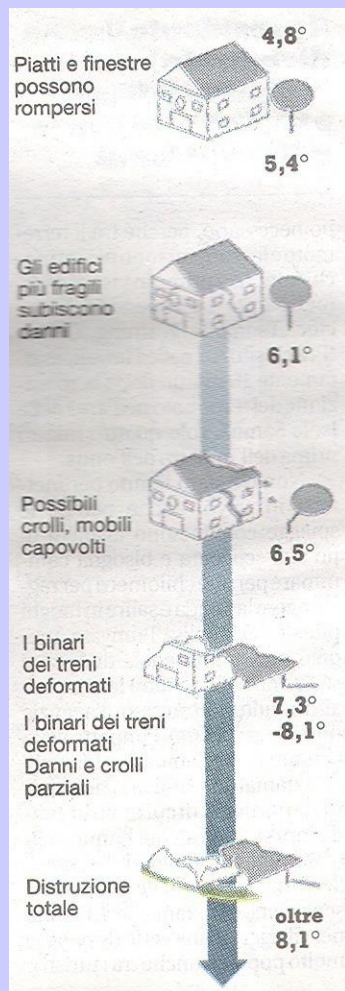 4,8°
Piatti e finestre
possono
rompersi
5,4°
Gli edifici
più fragili
subiscono
danni
6,1°
Possibili
crolli, mobili
capovolti
6,5°
I binari
dei treni
deformati
7,3°
-8,1°
I binari dei treni
deformati
Danni e crolli
parziali
Distruzione
totale
oltre
8,1°